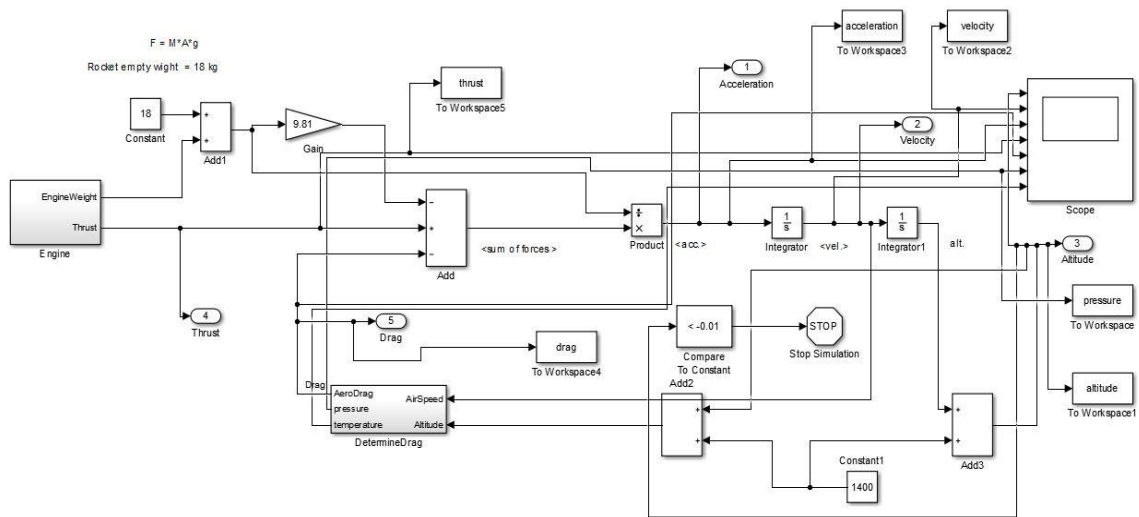 F = M*A*g
Rocket empty wight = 18 kg
18
Constant
+
+
Add1
9.81
Gain
thrust
To Workspace5
acceleration
To Workspace3
velocity
To Workspace2
1
Acceleration
2
Velocity
Scope
EngineWeight
Thrust
Engine
−
+
−
Add
<sum of forces>
÷
×
Product
<acc.>
1
s
Integrator
<vel.>
1
s
Integrator1
alt.
3
Altitude
4
Thrust
5
Drag
drag
To Workspace4
< -0.01
Compare
To Constant
STOP
Stop Simulation
pressure
To Workspace
altitude
To Workspace1
Drag
AeroDrag
pressure
temperature
AirSpeed
Altitude
DetermineDrag
Add2
+
+
+
+
Add3
Constant1
1400